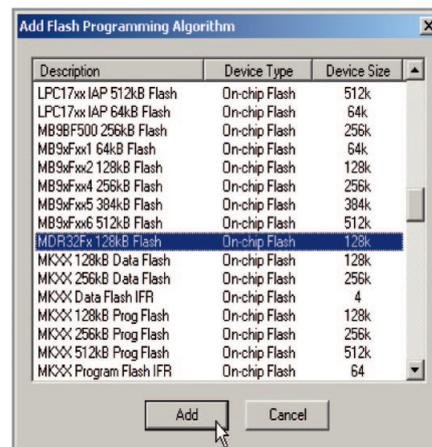 Add Flash Programming Algorithm
Description Device Type Device Size
LPC17xx IAP 512kB Flash On-chip Flash 512k
LPC17xx IAP 64kB Flash On-chip Flash 64k
MB9BF500 256kB Flash On-chip Flash 256k
MB9xFxx1 64kB Flash On-chip Flash 64k
MB9xFxx2 128kB Flash On-chip Flash 128k
MB9xFxx4 256kB Flash On-chip Flash 256k
MB9xFxx5 384kB Flash On-chip Flash 384k
MB9xFxx6 512kB Flash On-chip Flash 512k
MDR32Fx 128kB Flash On-chip Flash 128k
MKXX 128kB Data Flash On-chip Flash 128k
MKXX 256kB Data Flash On-chip Flash 256k
MKXX Data Flash IFR On-chip Flash 4
MKXX 128kB Prog Flash On-chip Flash 128k
MKXX 256kB Prog Flash On-chip Flash 256k
MKXX 512kB Prog Flash On-chip Flash 512k
MKXX Program Flash IFR On-chip Flash 64
Add Cancel